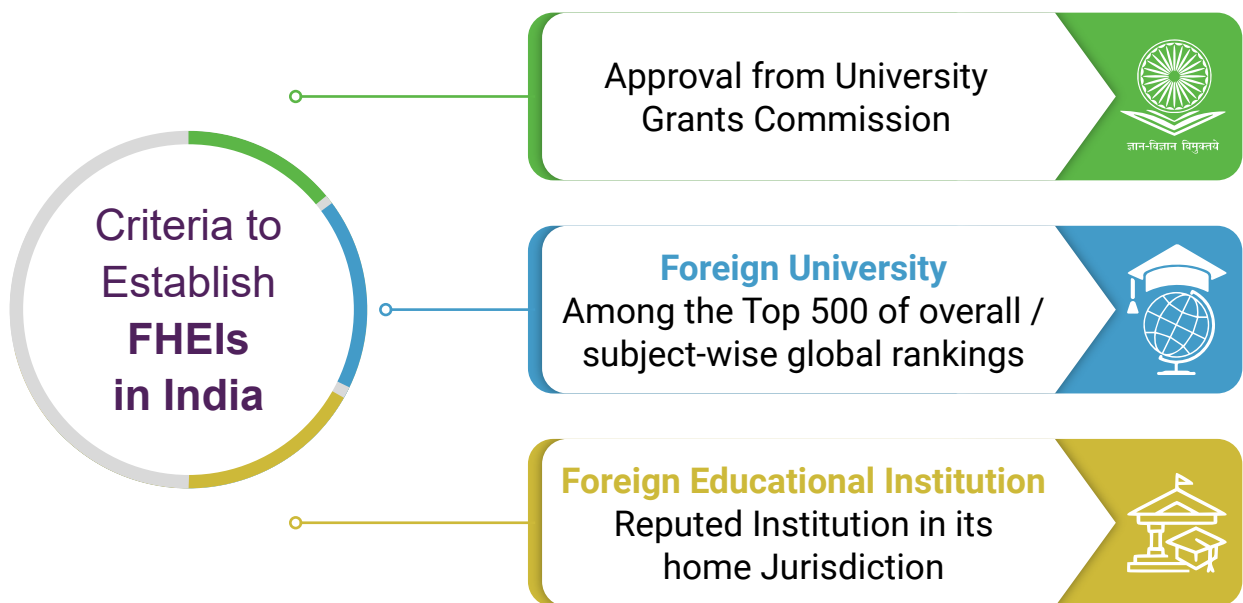 Criteria to
Establish
FHEIs
in India
Approval from University
Grants Commission
ज्ञान-विज्ञान विमुक्तये
Foreign University
Among the Top 500 of overall /
subject-wise global rankings
Foreign Educational Institution
Reputed Institution in its
home Jurisdiction